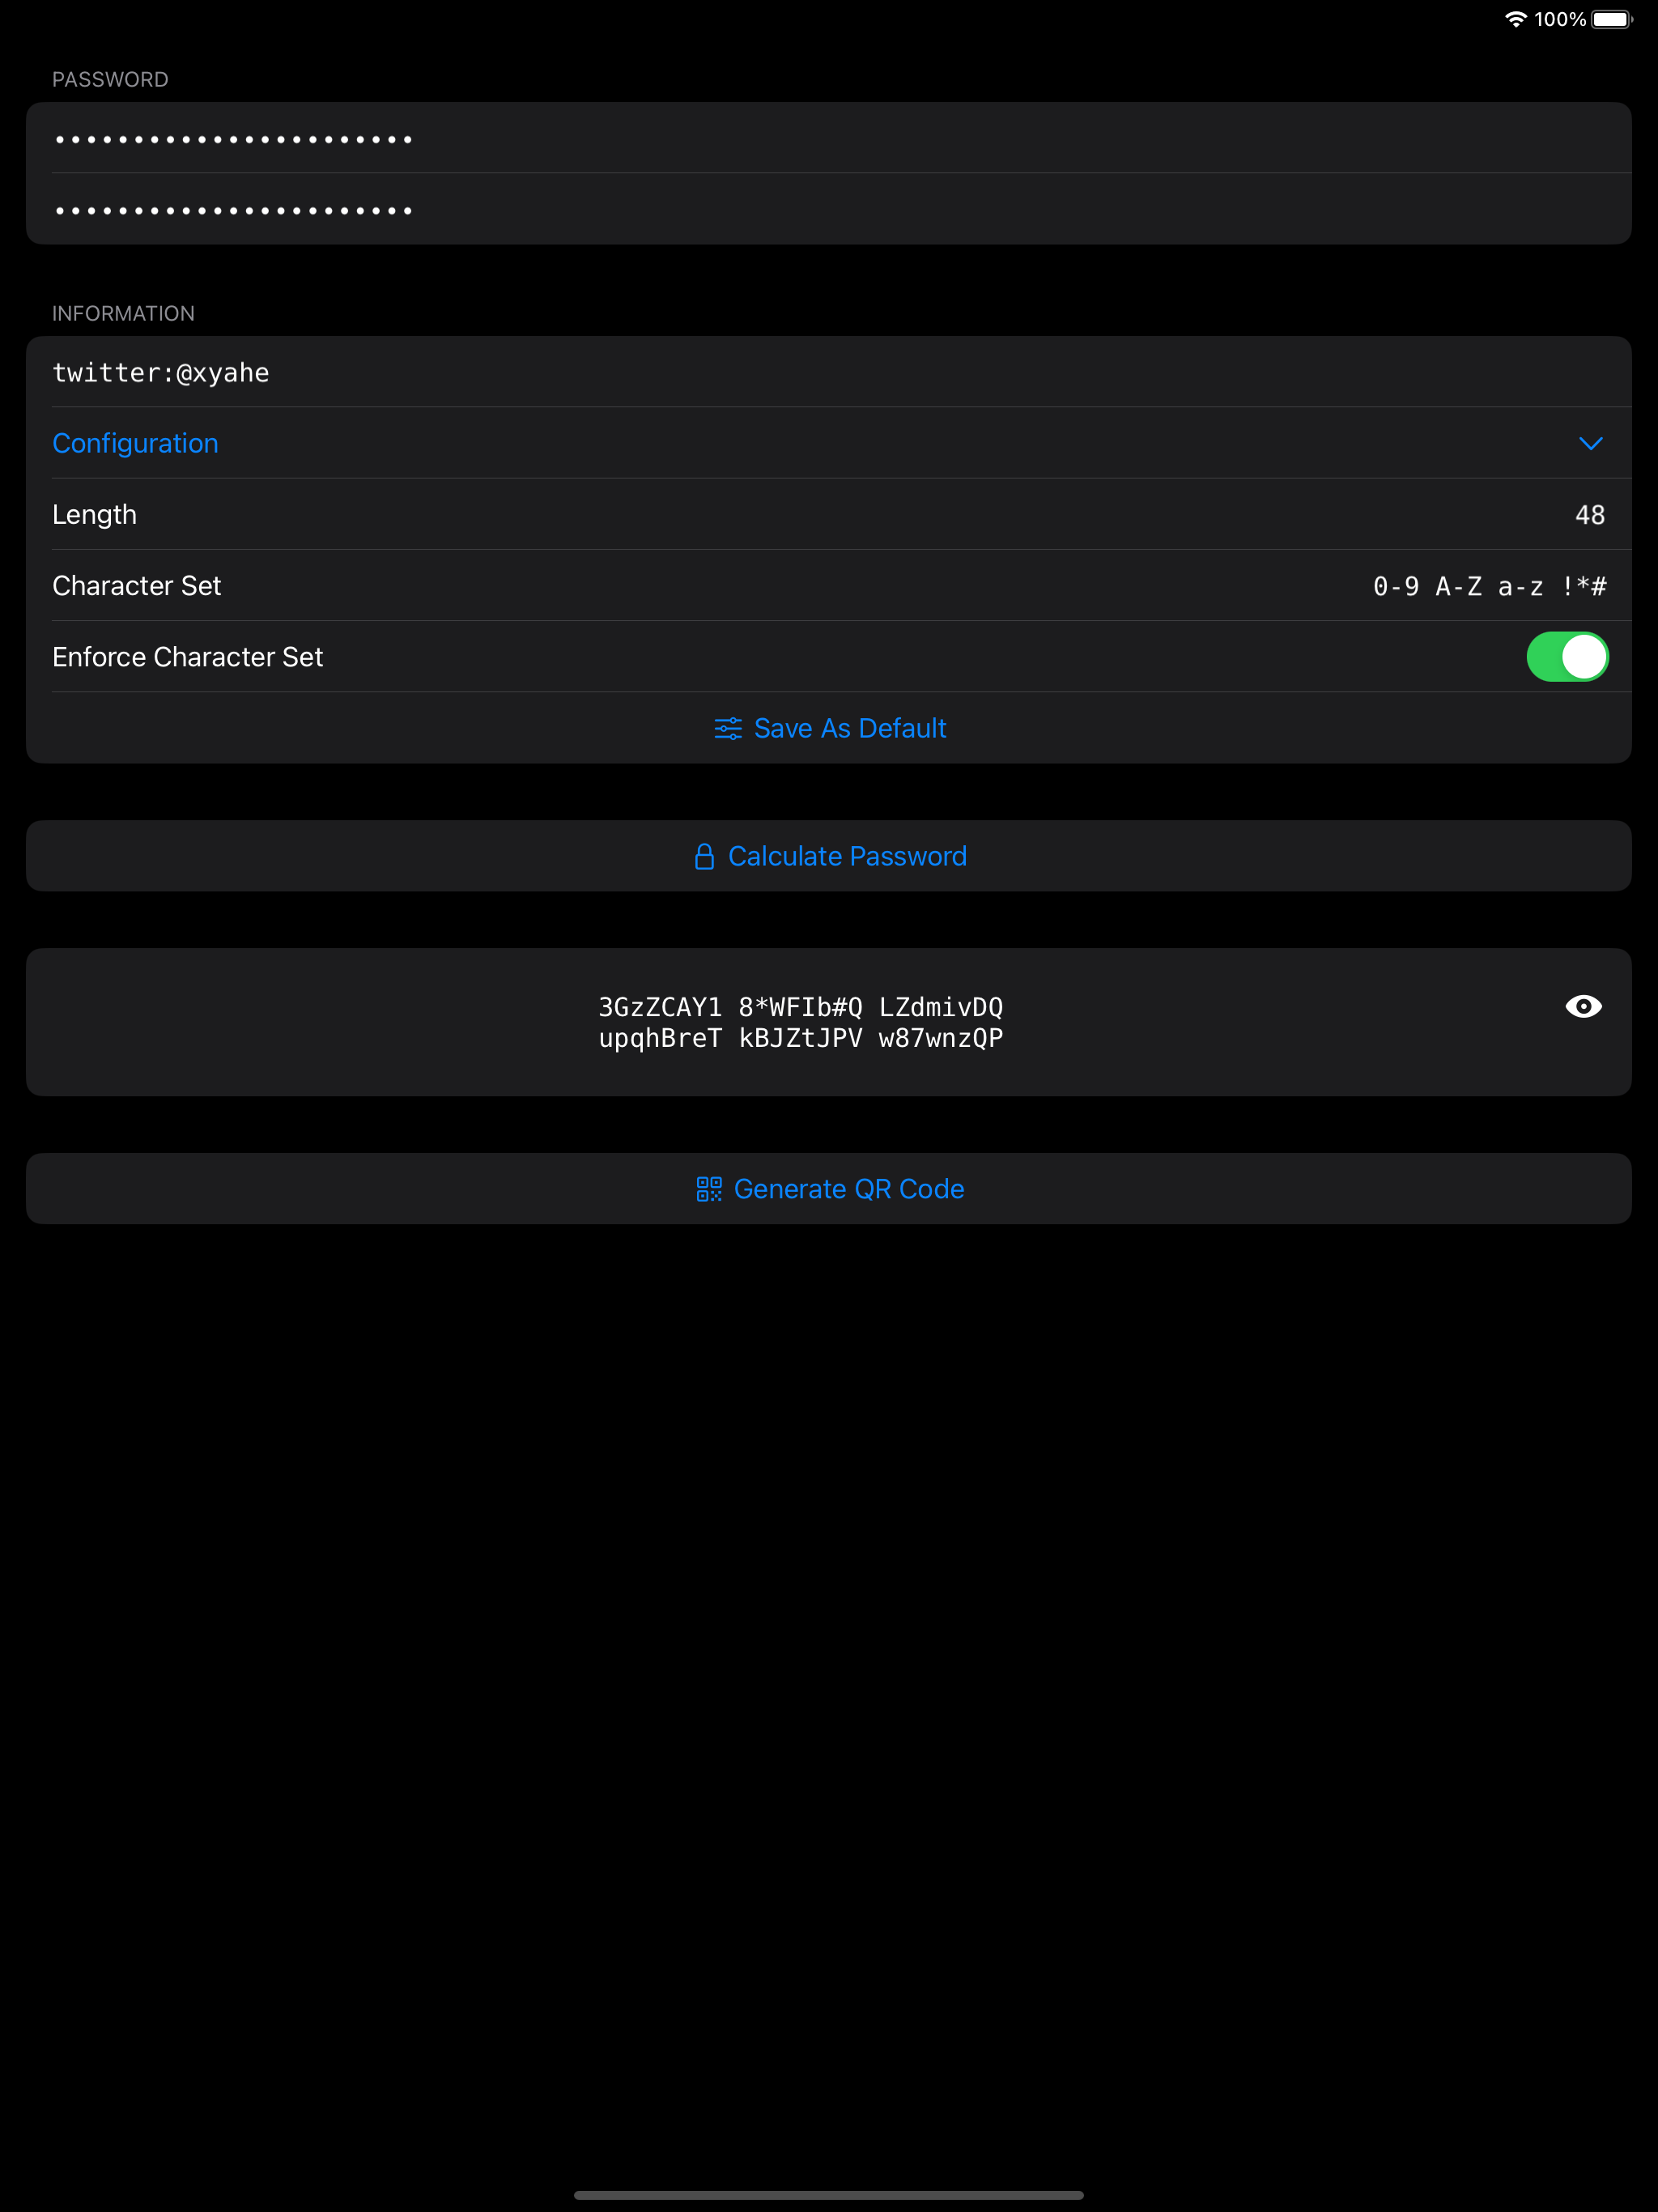 100%
PASSWORD
•••••••••••••••••••••••
•••••••••••••••••••••••
INFORMATION
twitter:@xyahe
Configuration
Length 48
Character Set 0-9 A-Z a-z !*#
Enforce Character Set
Save As Default
Calculate Password
3GzZCAY1 8*WFIb#Q LZdmivDQ
upqhBreT kBJZtJPV w87wnzQP
Generate QR Code